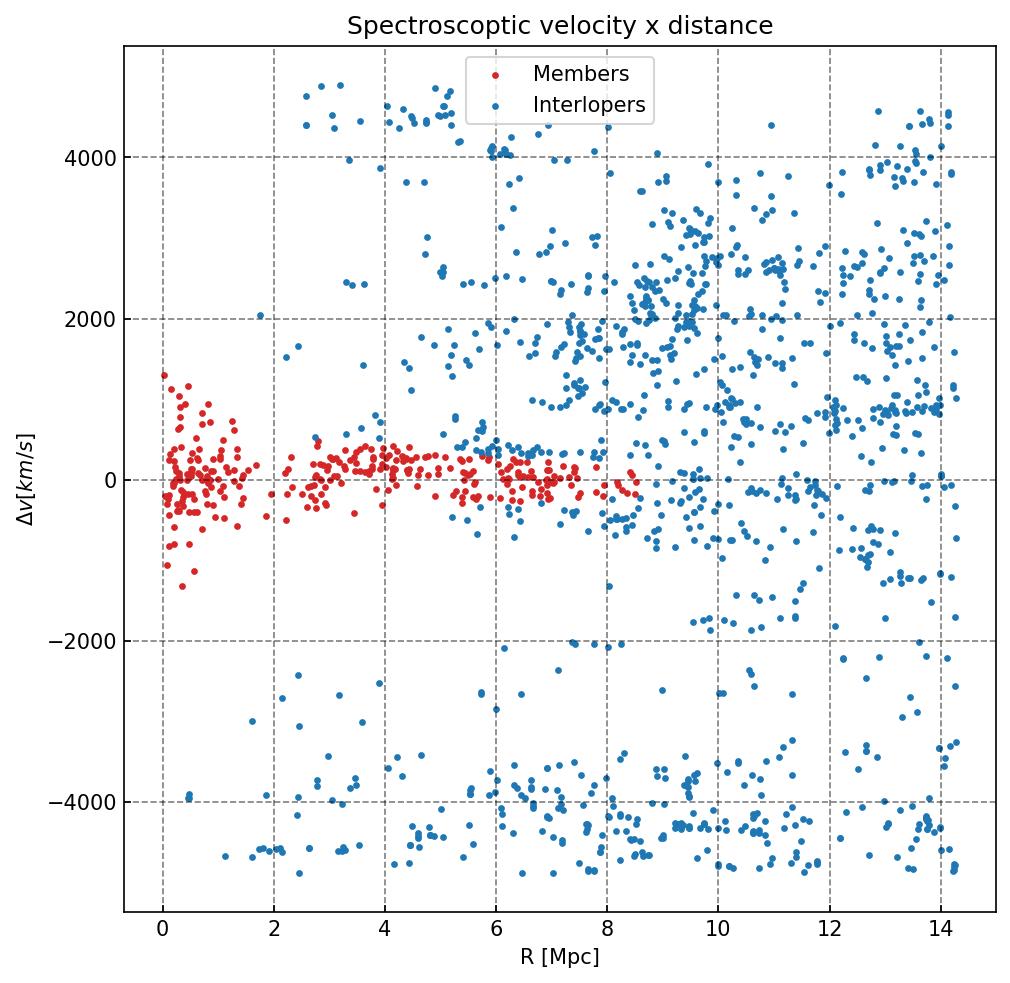 Spectroscoptic velocity x distance
Members
Interlopers
4000
2000
0
−2000
−4000
Δv[km/s]
0 2 4 6 8 10 12 14
R [Mpc]